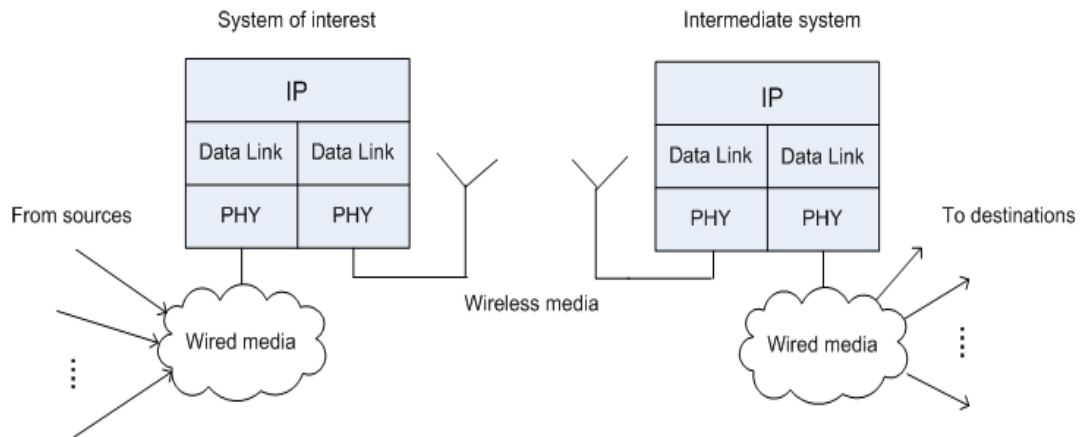 System of interest
Intermediate system
IP
Data Link
Data Link
PHY
PHY
IP
Data Link
Data Link
PHY
PHY
From sources
To destinations
Wireless media
Wired media
Wired media